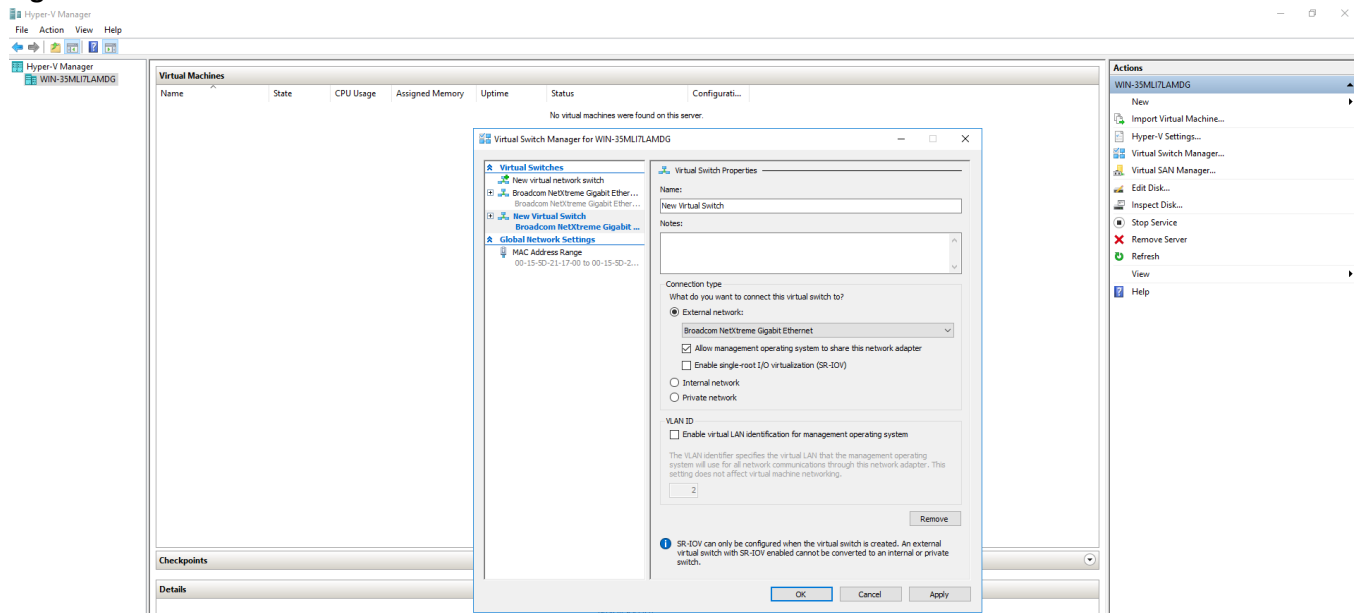 Hyper-V Manager
File Action View Help
Hyper-V Manager
WIN-35MLI7LAMDG
Virtual Machines
Name State CPU Usage Assigned Memory Uptime Status Configurati...
No virtual machines were found on this server.
Virtual Switch Manager for WIN-35MLI7LAMDG
Virtual Switches
New virtual network switch
Broadcom NetXtreme Gigabit Ether...
Broadcom NetXtreme Gigabit Ether...
New Virtual Switch
Broadcom NetXtreme Gigabit ...
Global Network Settings
MAC Address Range
00-15-5D-21-17-00 to 00-15-5D-2...
Virtual Switch Properties
Name:
New Virtual Switch
Notes:
Connection type
What do you want to connect this virtual switch to?
External network:
Broadcom NetXtreme Gigabit Ethernet
Allow management operating system to share this network adapter
Enable single-root I/O virtualization (SR-IOV)
Internal network
Private network
VLAN ID
Enable virtual LAN identification for management operating system
The VLAN identifier specifies the virtual LAN that the management operating
system will use for all network communications through this network adapter. This
setting does not affect virtual machine networking.
2
Remove
SR-IOV can only be configured when the virtual switch is created. An external
virtual switch with SR-IOV enabled cannot be converted to an internal or private
switch.
OK Cancel Apply
Checkpoints
Details
Actions
WIN-35MLI7LAMDG
New
Import Virtual Machine...
Hyper-V Settings...
Virtual Switch Manager...
Virtual SAN Manager...
Edit Disk...
Inspect Disk...
Stop Service
Remove Server
Refresh
View
Help